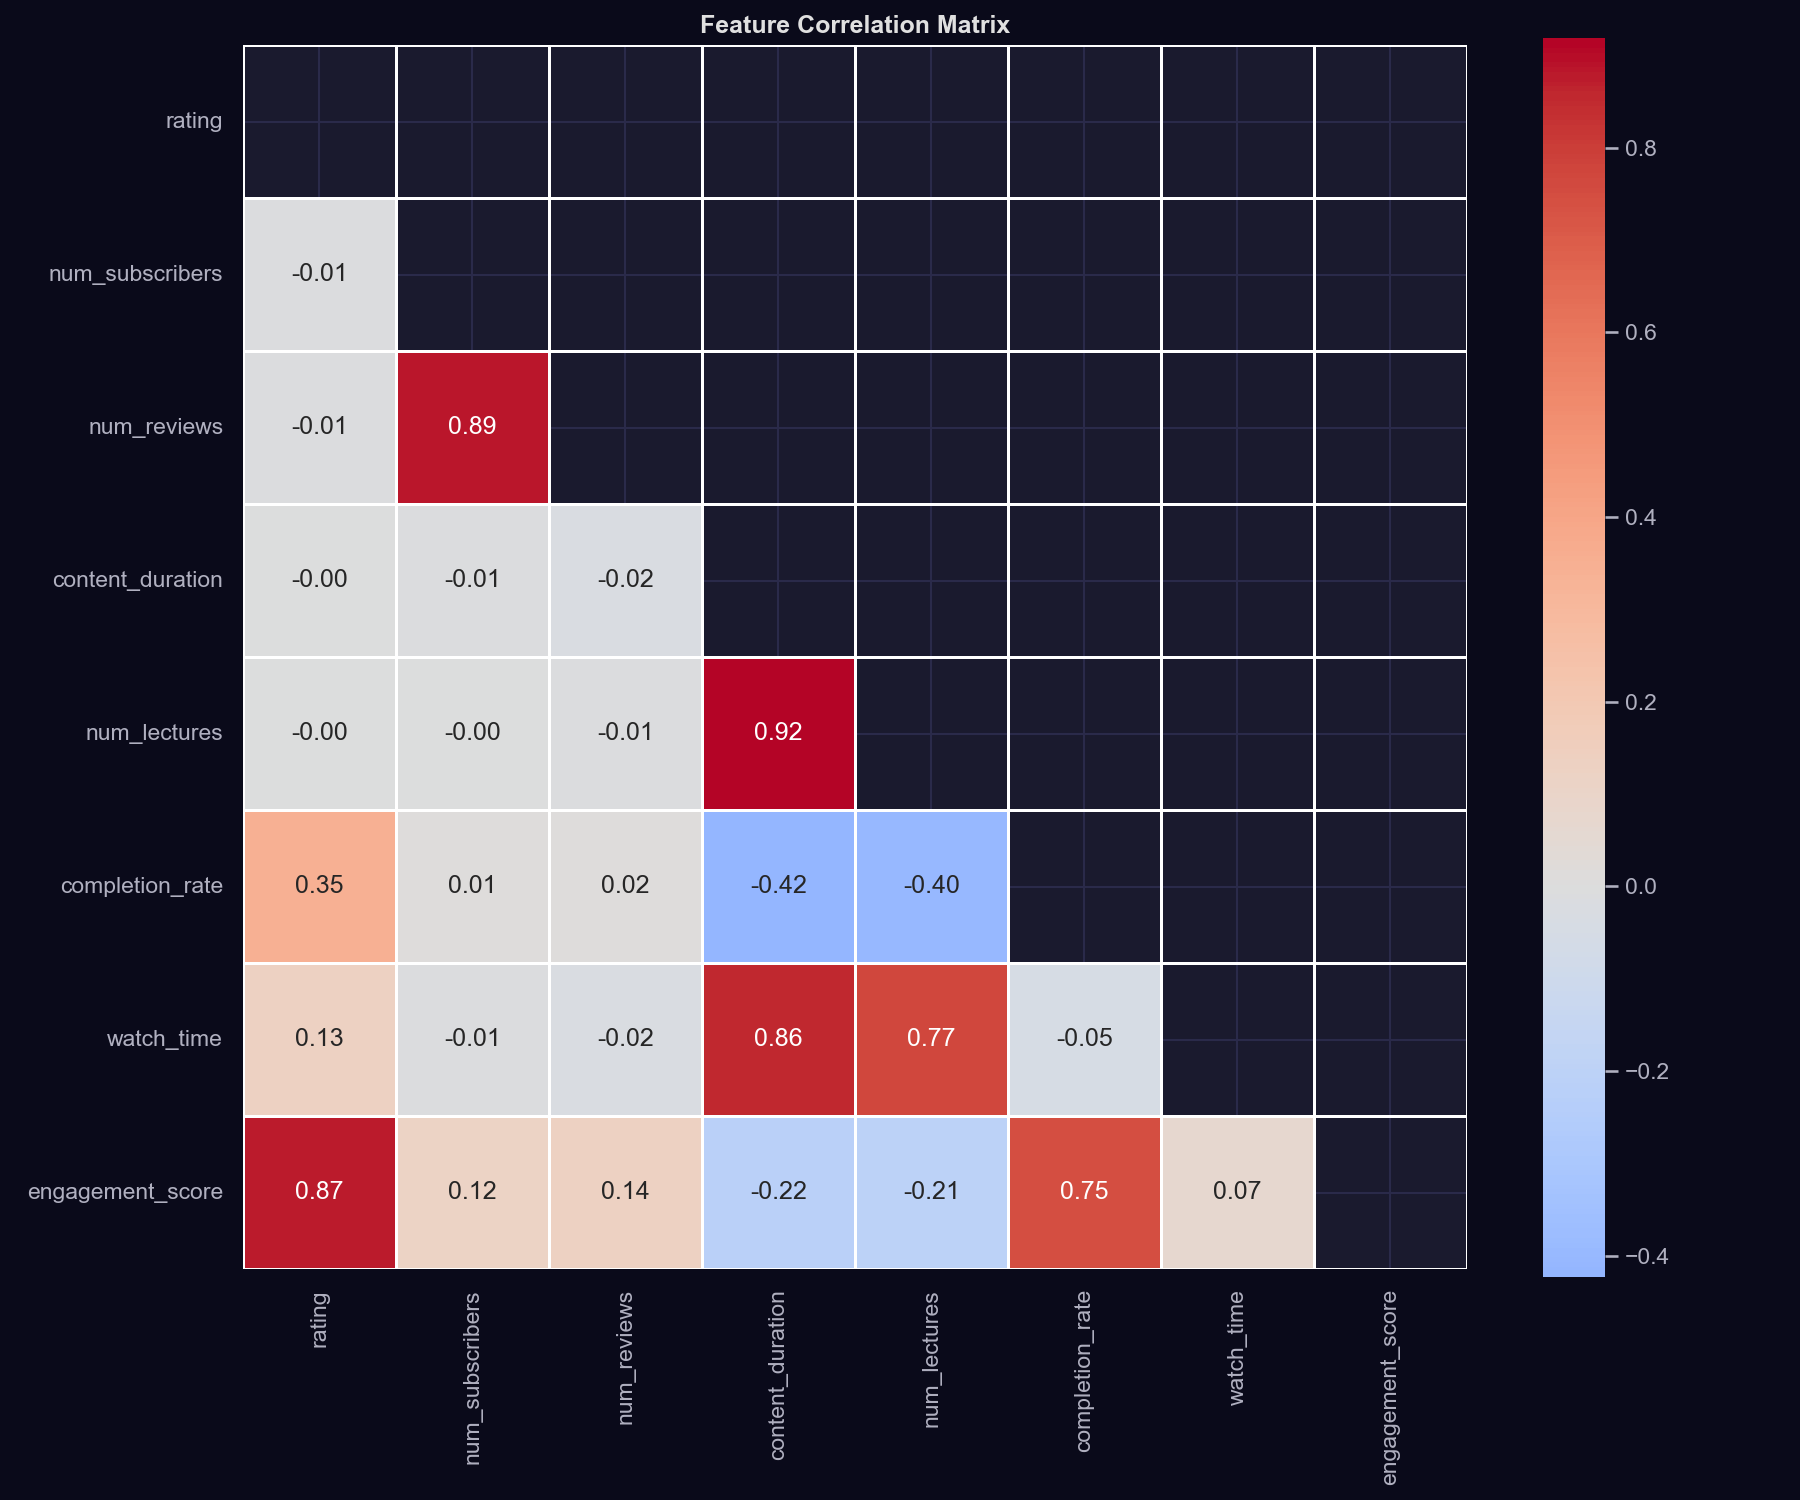 Feature Correlation Matrix
rating
num_subscribers -0.01
num_reviews -0.01 0.89
content_duration -0.00 -0.01 -0.02
num_lectures -0.00 -0.00 -0.01 0.92
completion_rate 0.35 0.01 0.02 -0.42 -0.40
watch_time 0.13 -0.01 -0.02 0.86 0.77 -0.05
engagement_score 0.87 0.12 0.14 -0.22 -0.21 0.75 0.07
rating num_subscribers num_reviews content_duration num_lectures completion_rate watch_time engagement_score
0.8
0.6
0.4
0.2
0.0
−0.2
−0.4